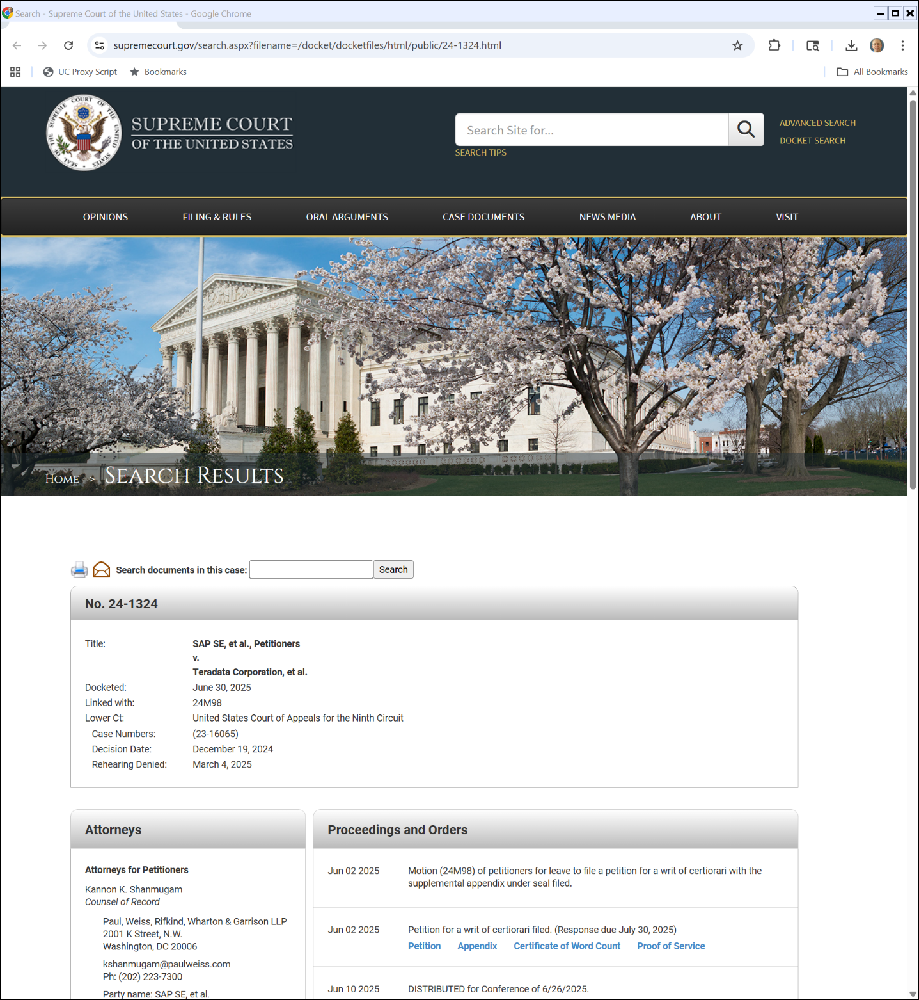 Search - Supreme Court of the United States - Google Chrome
supremecourt.gov/search.aspx?filename=/docket/docketfiles/html/public/24-1324.html
UC Proxy Script
Bookmarks
All Bookmarks
SUPREME COURT OF THE UNITED STATES
SEAL OF THE SUPREME COURT OF THE UNITED STATES
Search Site for...
SEARCH TIPS
ADVANCED SEARCH
DOCKET SEARCH
OPINIONS
FILING & RULES
ORAL ARGUMENTS
CASE DOCUMENTS
NEWS MEDIA
ABOUT
VISIT
HOME > SEARCH RESULTS
Search documents in this case: Search
No. 24-1324
Title: SAP SE, et al., Petitioners
v.
Teradata Corporation, et al.
Docketed: June 30, 2025
Linked with: 24M98
Lower Ct: United States Court of Appeals for the Ninth Circuit
Case Numbers: (23-16065)
Decision Date: December 19, 2024
Rehearing Denied: March 4, 2025
Attorneys
Attorneys for Petitioners
Kannon K. Shanmugam
Counsel of Record
Paul, Weiss, Rifkind, Wharton & Garrison LLP
2001 K Street, N.W.
Washington, DC 20006
kshanmugam@paulweiss.com
Ph: (202) 223-7300
Party name: SAP SE, et al.
Proceedings and Orders
Jun 02 2025 Motion (24M98) of petitioners for leave to file a petition for a writ of certiorari with the
supplemental appendix under seal filed.
Jun 02 2025 Petition for a writ of certiorari filed. (Response due July 30, 2025)
Petition Appendix Certificate of Word Count Proof of Service
Jun 10 2025 DISTRIBUTED for Conference of 6/26/2025.